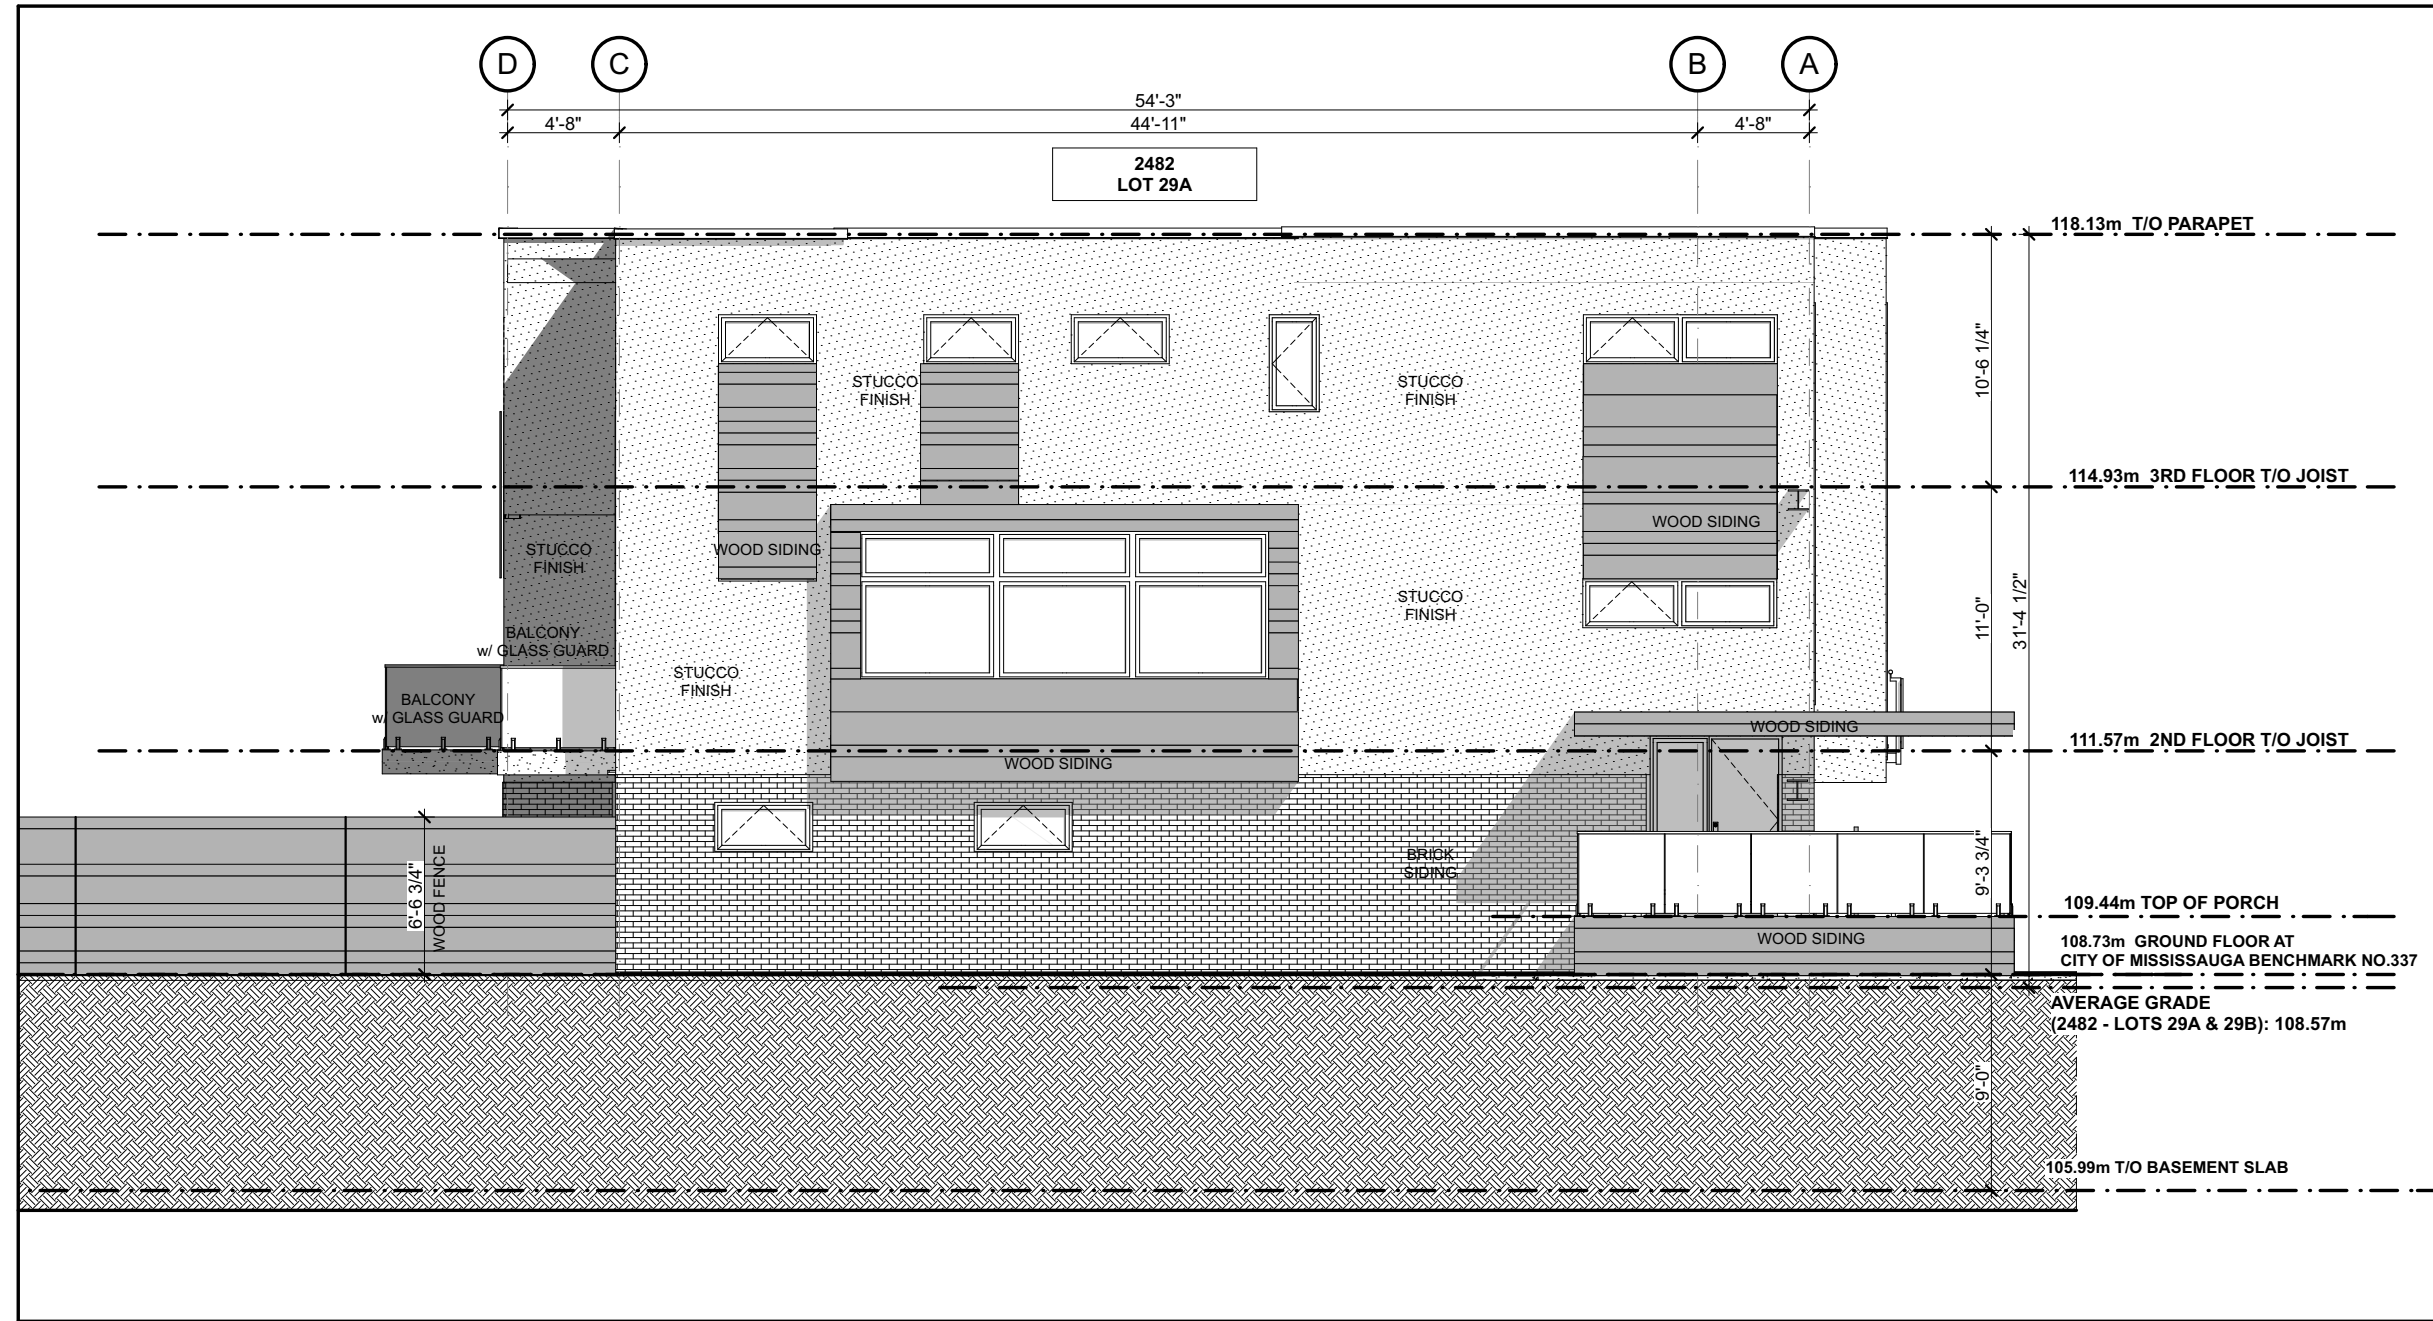 D
C
B
A
54'-3"
4'-8"
44'-11"
4'-8"
2482
LOT 29A
118.13m  T/O PARAPET
10'-6 1/4"
STUCCO
FINISH
STUCCO
FINISH
114.93m  3RD FLOOR T/O JOIST
WOOD SIDING
WOOD SIDING
STUCCO
FINISH
STUCCO
FINISH
11'-0"
31'-4 1/2"
BALCONY
w/ GLASS GUARD
STUCCO
FINISH
BALCONY
w/ GLASS GUARD
WOOD SIDING
111.57m  2ND FLOOR T/O JOIST
WOOD SIDING
BRICK
SIDING
9'-3 3/4"
6'-6 3/4"
WOOD FENCE
109.44m TOP OF PORCH
WOOD SIDING
108.73m  GROUND FLOOR AT
CITY OF MISSISSAUGA BENCHMARK NO.337
AVERAGE GRADE
(2482 - LOTS 29A & 29B): 108.57m
9'-0"
105.99m T/O BASEMENT SLAB